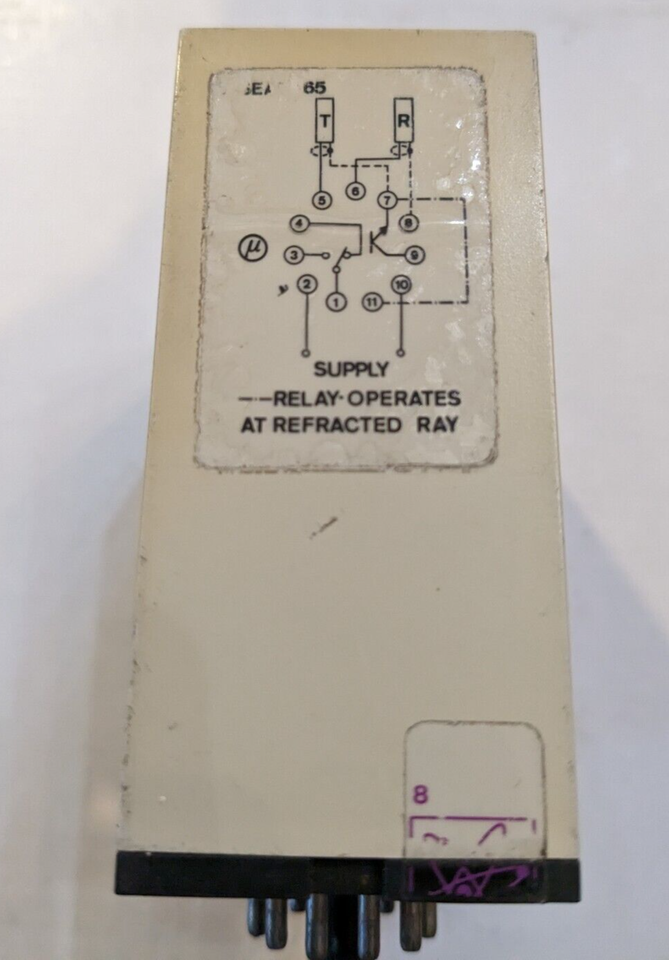 65
T R
5 6 7 8
4
µ 3 9
2 10
1 11
SUPPLY
RELAY-OPERATES
AT REFRACTED RAY
8